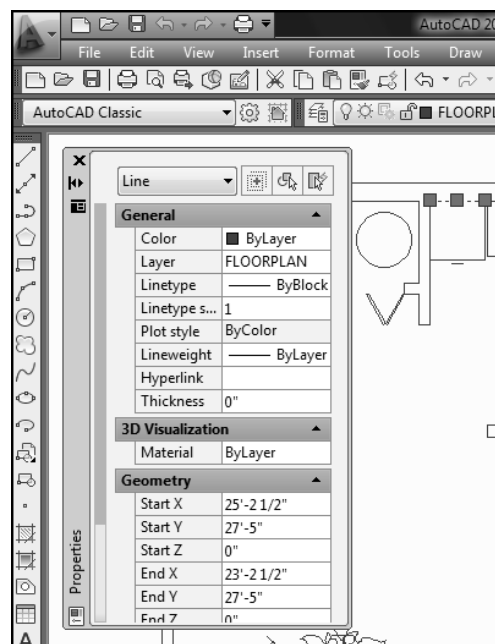 AutoCAD 20
File Edit View Insert Format Tools Draw
AutoCAD Classic FLOORPL
Line
General
Color ByLayer
Layer FLOORPLAN
Linetype ByBlock
Linetype s... 1
Plot style ByColor
Lineweight ByLayer
Hyperlink
Thickness 0"
3D Visualization
Material ByLayer
Geometry
Start X 25'-2 1/2"
Start Y 27'-5"
Start Z 0"
End X 23'-2 1/2"
End Y 27'-5"
End Z 0"
Properties
A